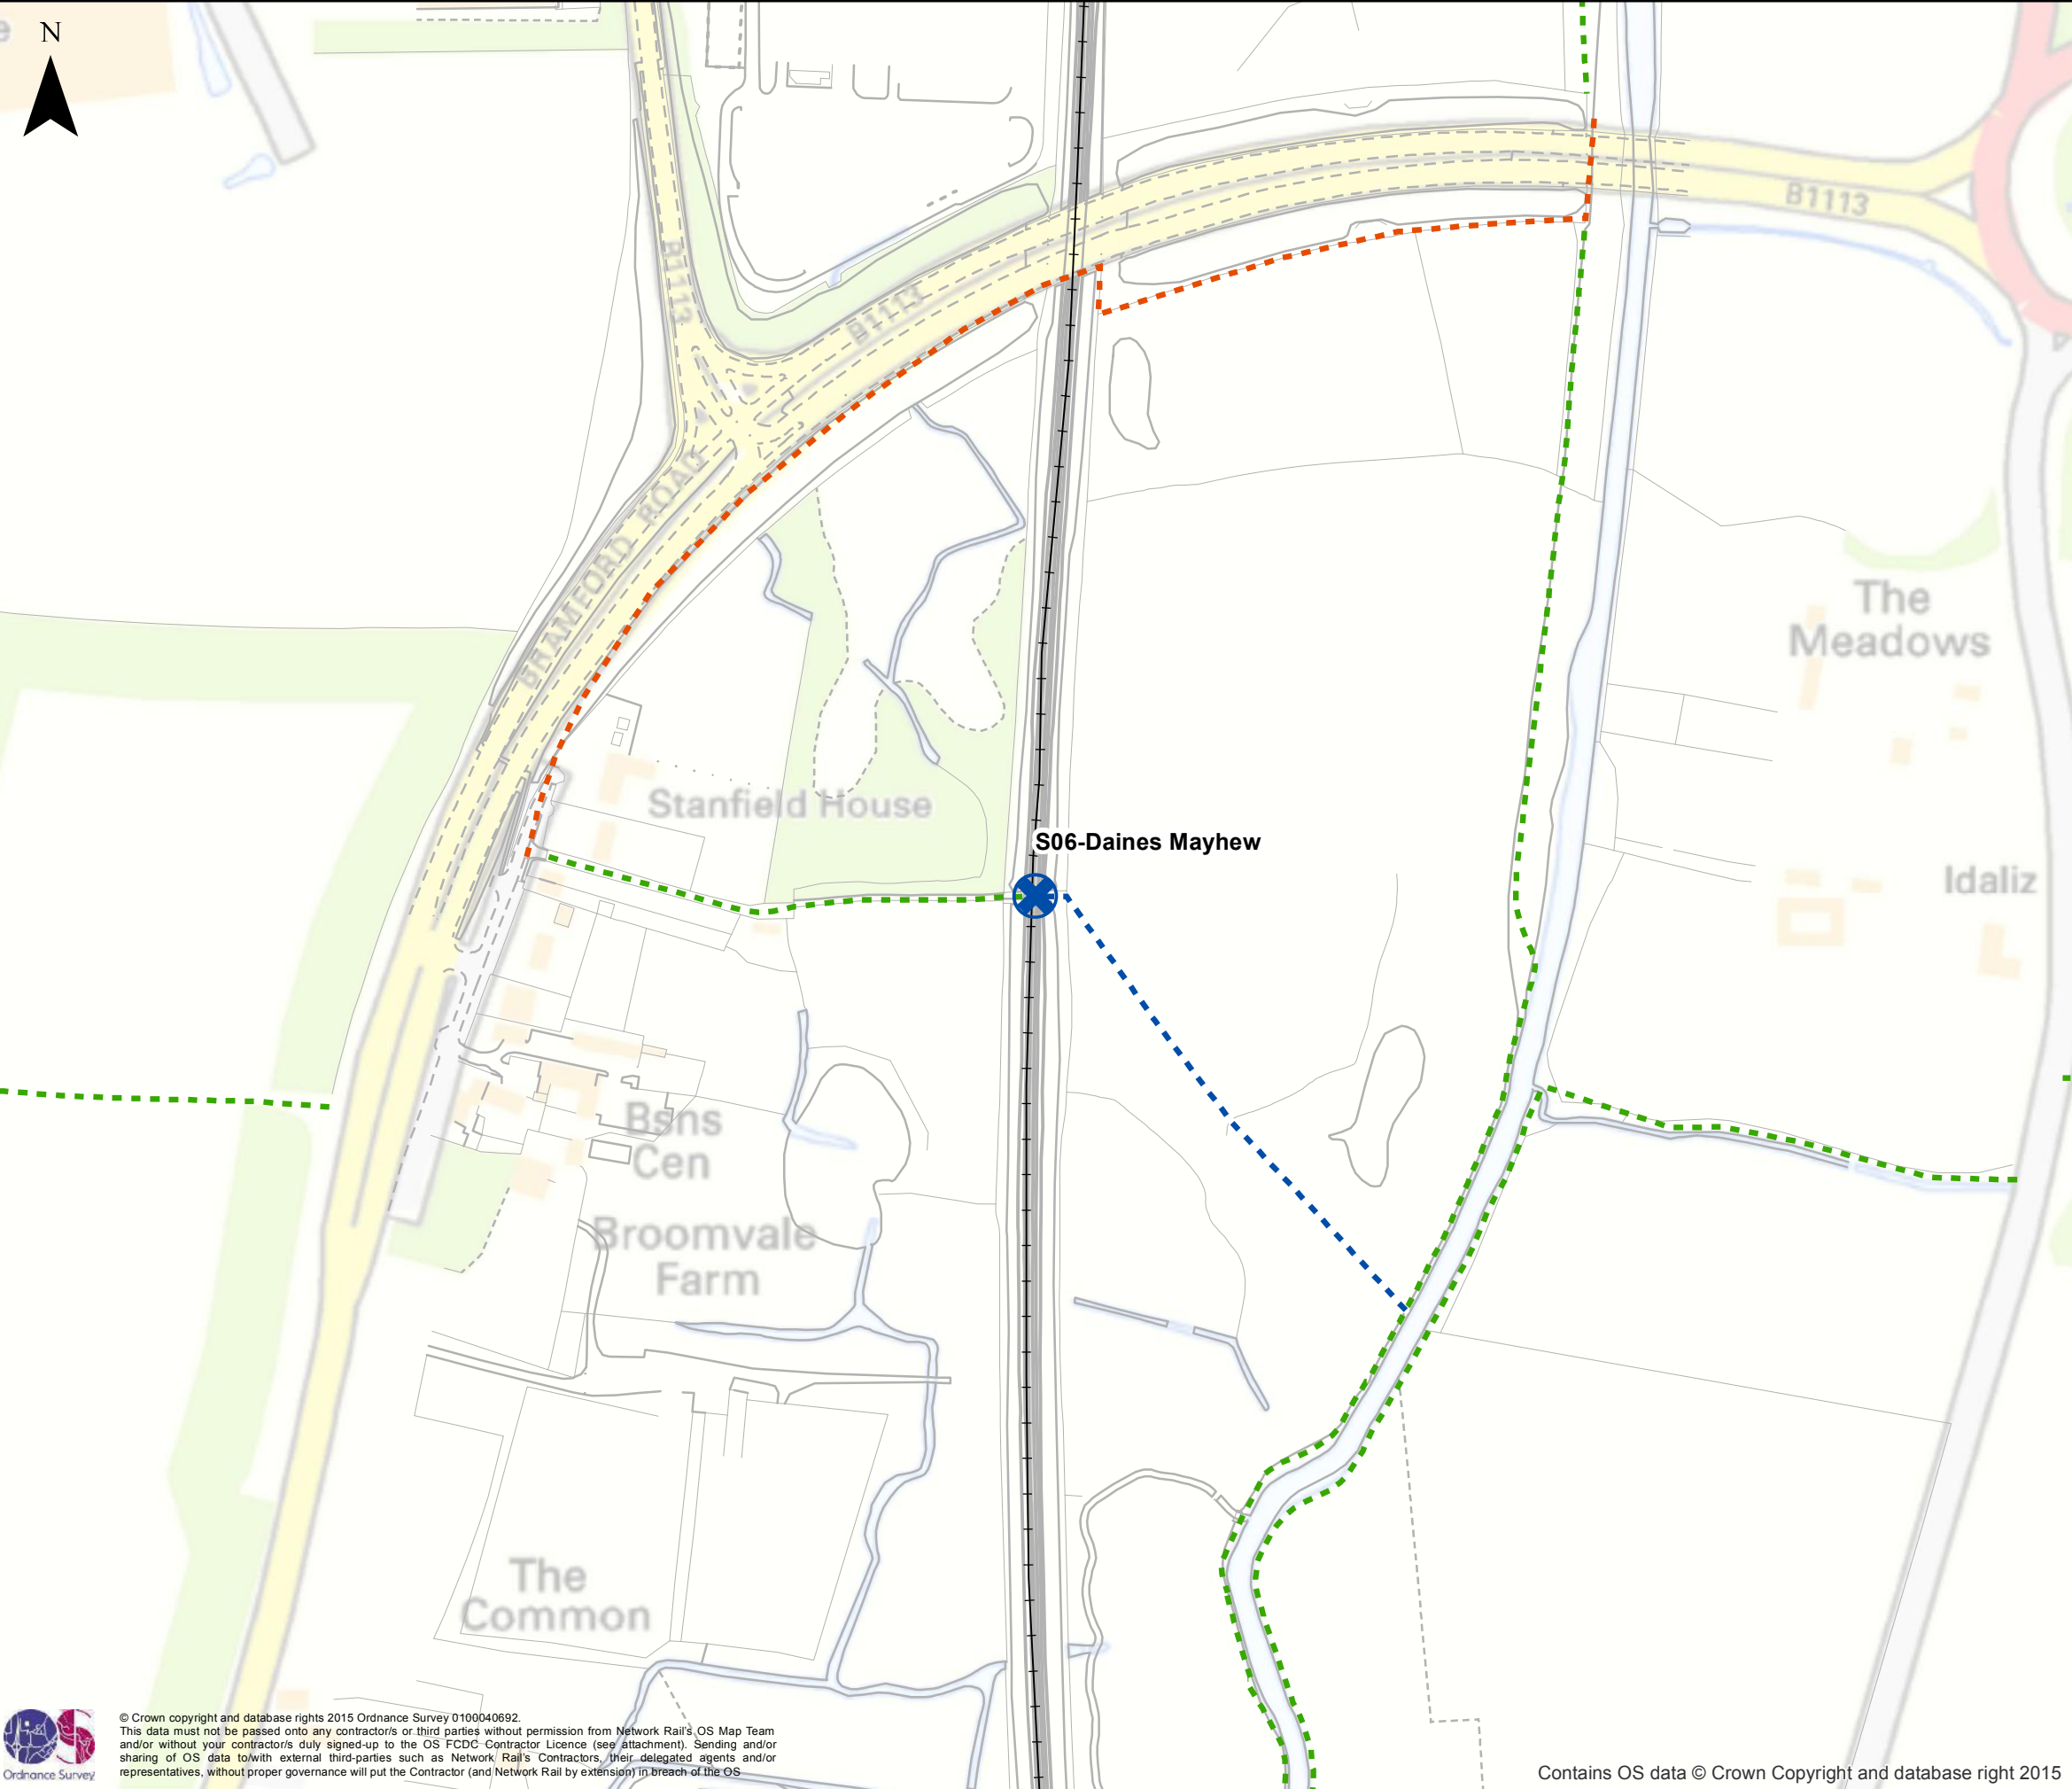 N
B1113
B1113
B1113
BRAMFORD ROAD
The
Meadows
Stanfield House
S06-Daines Mayhew
Idaliz
Bsns
Cen
Broomvale
Farm
The
Common
© Crown copyright and database rights 2015 Ordnance Survey 0100040692.
This data must not be passed onto any contractor/s or third parties without permission from Network Rail's OS Map Team
and/or without your contractor/s duly signed-up to the OS FCDC Contractor Licence (see attachment). Sending and/or
sharing of OS data to/with external third-parties such as Network Rail's Contractors, their delegated agents and/or
representatives, without proper governance will put the Contractor (and Network Rail by extension) in breach of the OS
Ordnance Survey
Contains OS data © Crown Copyright and database right 2015